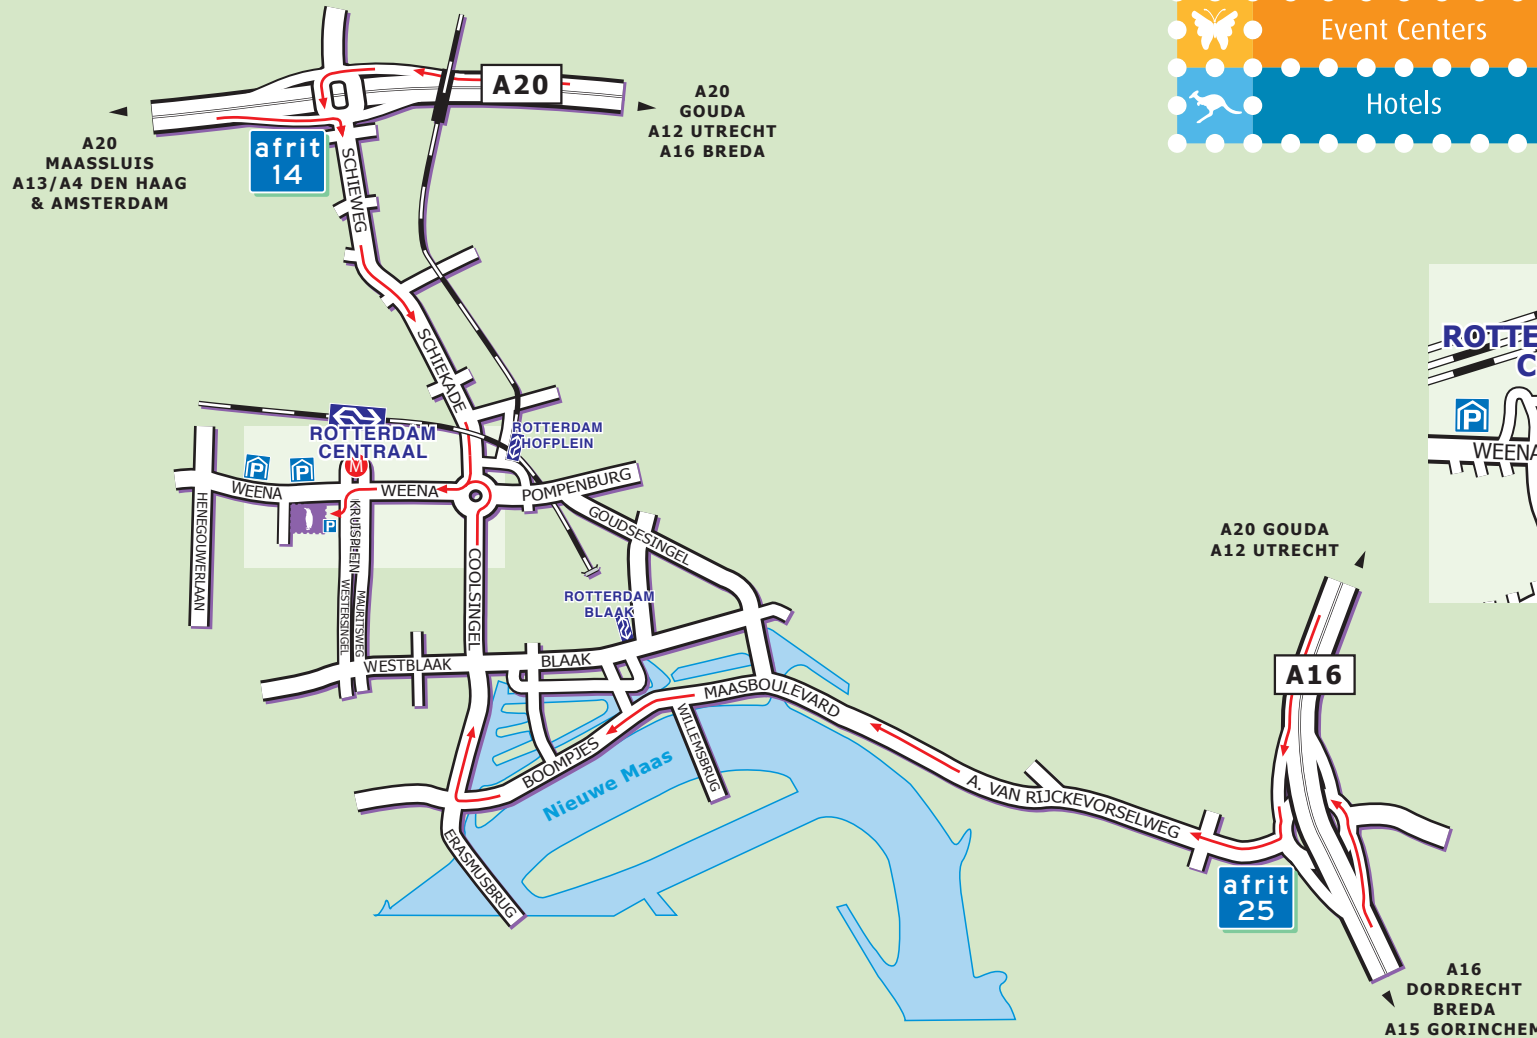 Event Centers
Hotels
A20
A20
GOUDA
A12 UTRECHT
A16 BREDA
A20
MAASSLUIS
A13/A4 DEN HAAG
& AMSTERDAM
afrit
14
SCHIEWEG
SCHIEKADE
ROTTERDAM
CENTRAAL
M
ROTTERDAM
HOFPLEIN
P
P
P
WEENA
WEENA
POMPENBURG
GOUDSESINGEL
HENEGOUWERLAAN
KRUISPLEIN
WESTERSINGEL
MAURITSWEG
COOLSINGEL
ROTTERDAM
BLAAK
WESTBLAAK
BLAAK
MAASBOULEVARD
WILLEMSBRUG
BOOMPJES
Nieuwe Maas
ERASMUSBRUG
A. VAN RIJCKEVORSELWEG
A20 GOUDA
A12 UTRECHT
A16
afrit
25
A16
DORDRECHT
BREDA
A15 GORINCHEM
ROTTE
C
P
WEENA